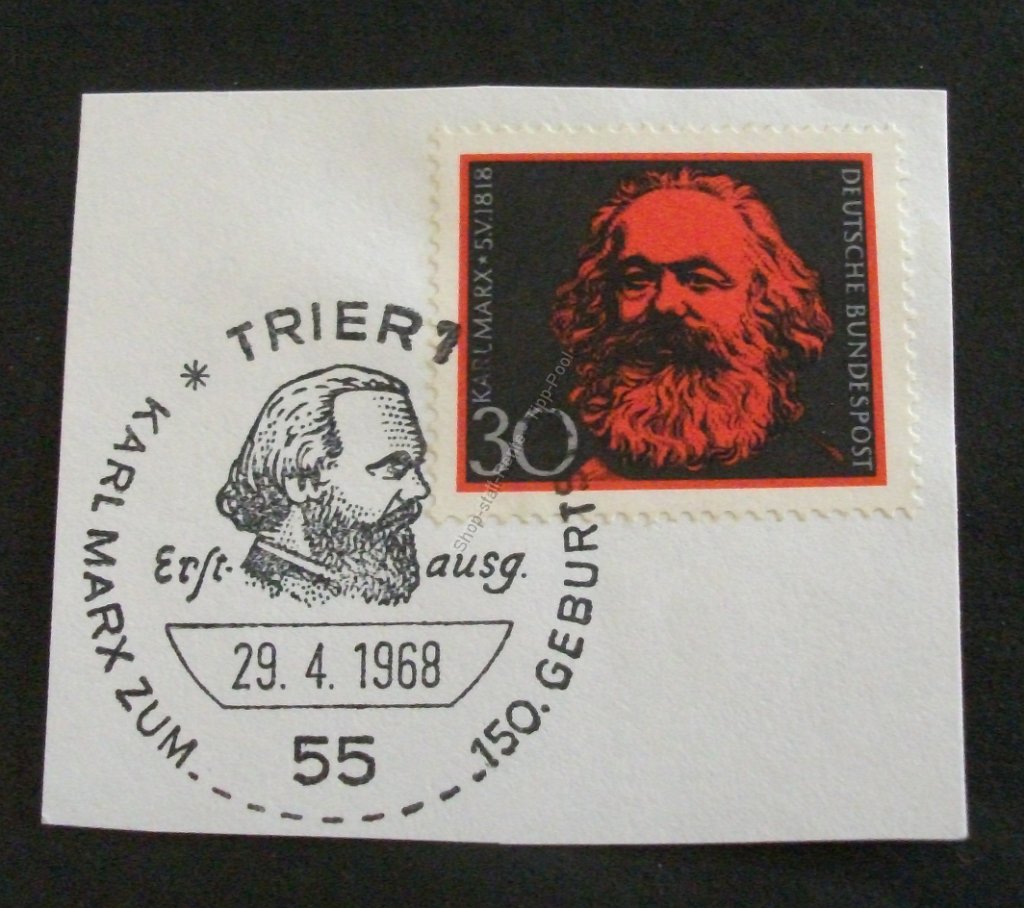 KARL MARX * 5.V.1818
DEUTSCHE BUNDESPOST
30
* TRIER 1
KARL MARX ZUM 150. GEBURTS
Erst- ausg.
29. 4. 1968
55